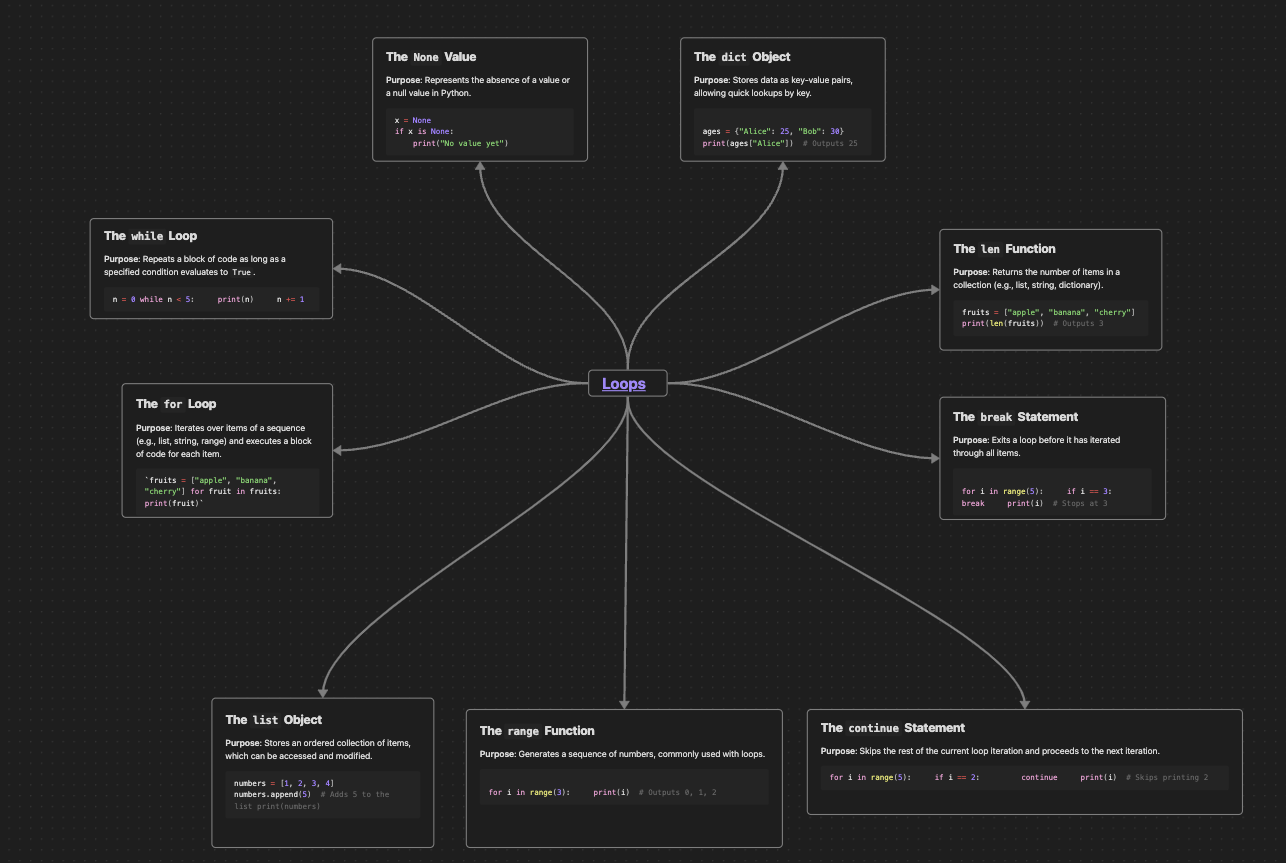 The None Value
Purpose: Represents the absence of a value or
a null value in Python.
x = None
if x is None:
    print("No value yet")
The dict Object
Purpose: Stores data as key-value pairs,
allowing quick lookups by key.
ages = {"Alice": 25, "Bob": 30}
print(ages["Alice"])  # Outputs 25
The while Loop
Purpose: Repeats a block of code as long as a
specified condition evaluates to True.
n = 0 while n < 5:     print(n)     n += 1
The len Function
Purpose: Returns the number of items in a
collection (e.g., list, string, dictionary).
fruits = ["apple", "banana", "cherry"]
print(len(fruits))  # Outputs 3
Loops
The for Loop
Purpose: Iterates over items of a sequence
(e.g., list, string, range) and executes a block
of code for each item.
`fruits = ["apple", "banana",
"cherry"] for fruit in fruits:
print(fruit)`
The break Statement
Purpose: Exits a loop before it has iterated
through all items.
for i in range(5):     if i == 3:
break     print(i)  # Stops at 3
The list Object
Purpose: Stores an ordered collection of items,
which can be accessed and modified.
numbers = [1, 2, 3, 4]
numbers.append(5)  # Adds 5 to the
list print(numbers)
The range Function
Purpose: Generates a sequence of numbers, commonly used with loops.
for i in range(3):     print(i)  # Outputs 0, 1, 2
The continue Statement
Purpose: Skips the rest of the current loop iteration and proceeds to the next iteration.
for i in range(5):     if i == 2:         continue     print(i)  # Skips printing 2